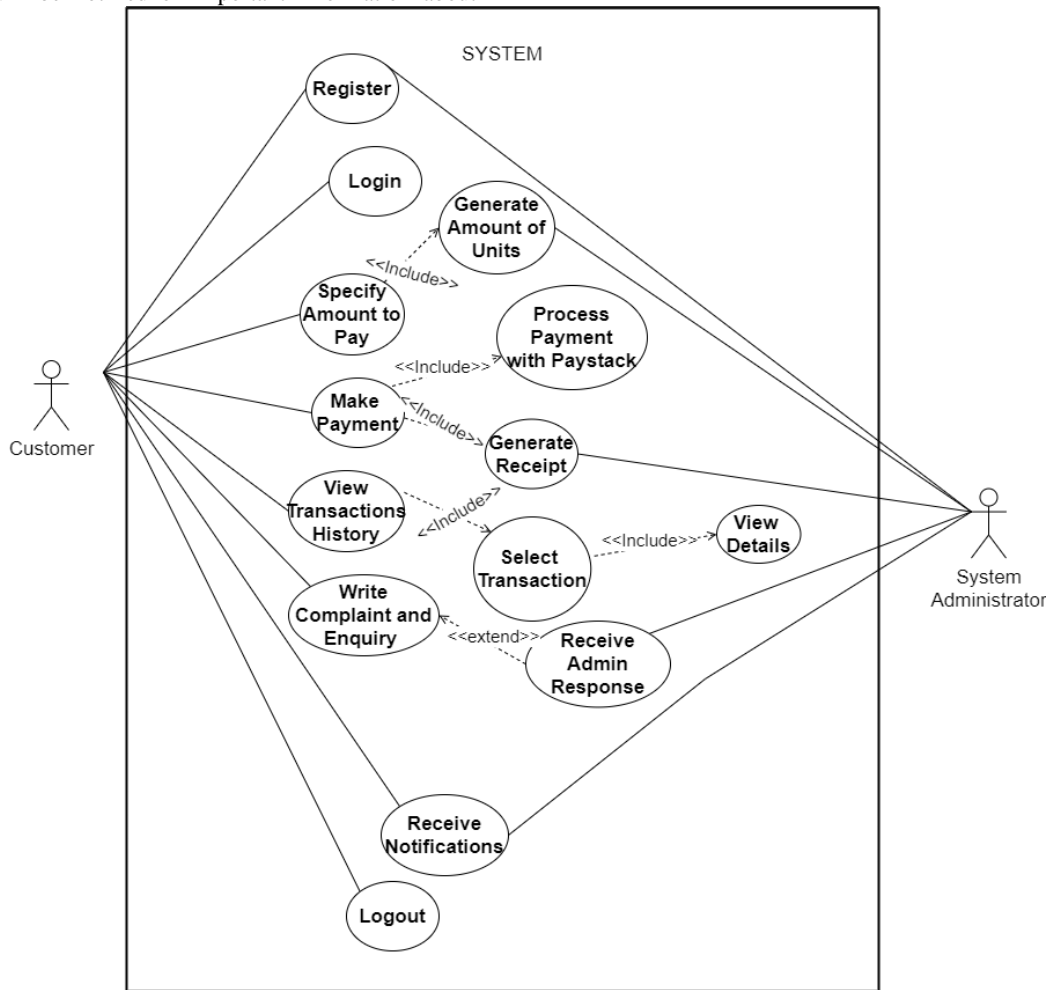 SYSTEM
Register
Login
Generate
Amount of
Units
<<Include>>
Specify
Amount to
Pay
Process
Payment
with Paystack
<<Include>>
Make
Payment
<<Include>>
Generate
Receipt
Customer
View
Transactions
History
<<Include>>
Select
Transaction
<<Include>>
View
Details
System
Administrator
Write
Complaint and
Enquiry
<<extend>>
Receive
Admin
Response
Receive
Notifications
Logout